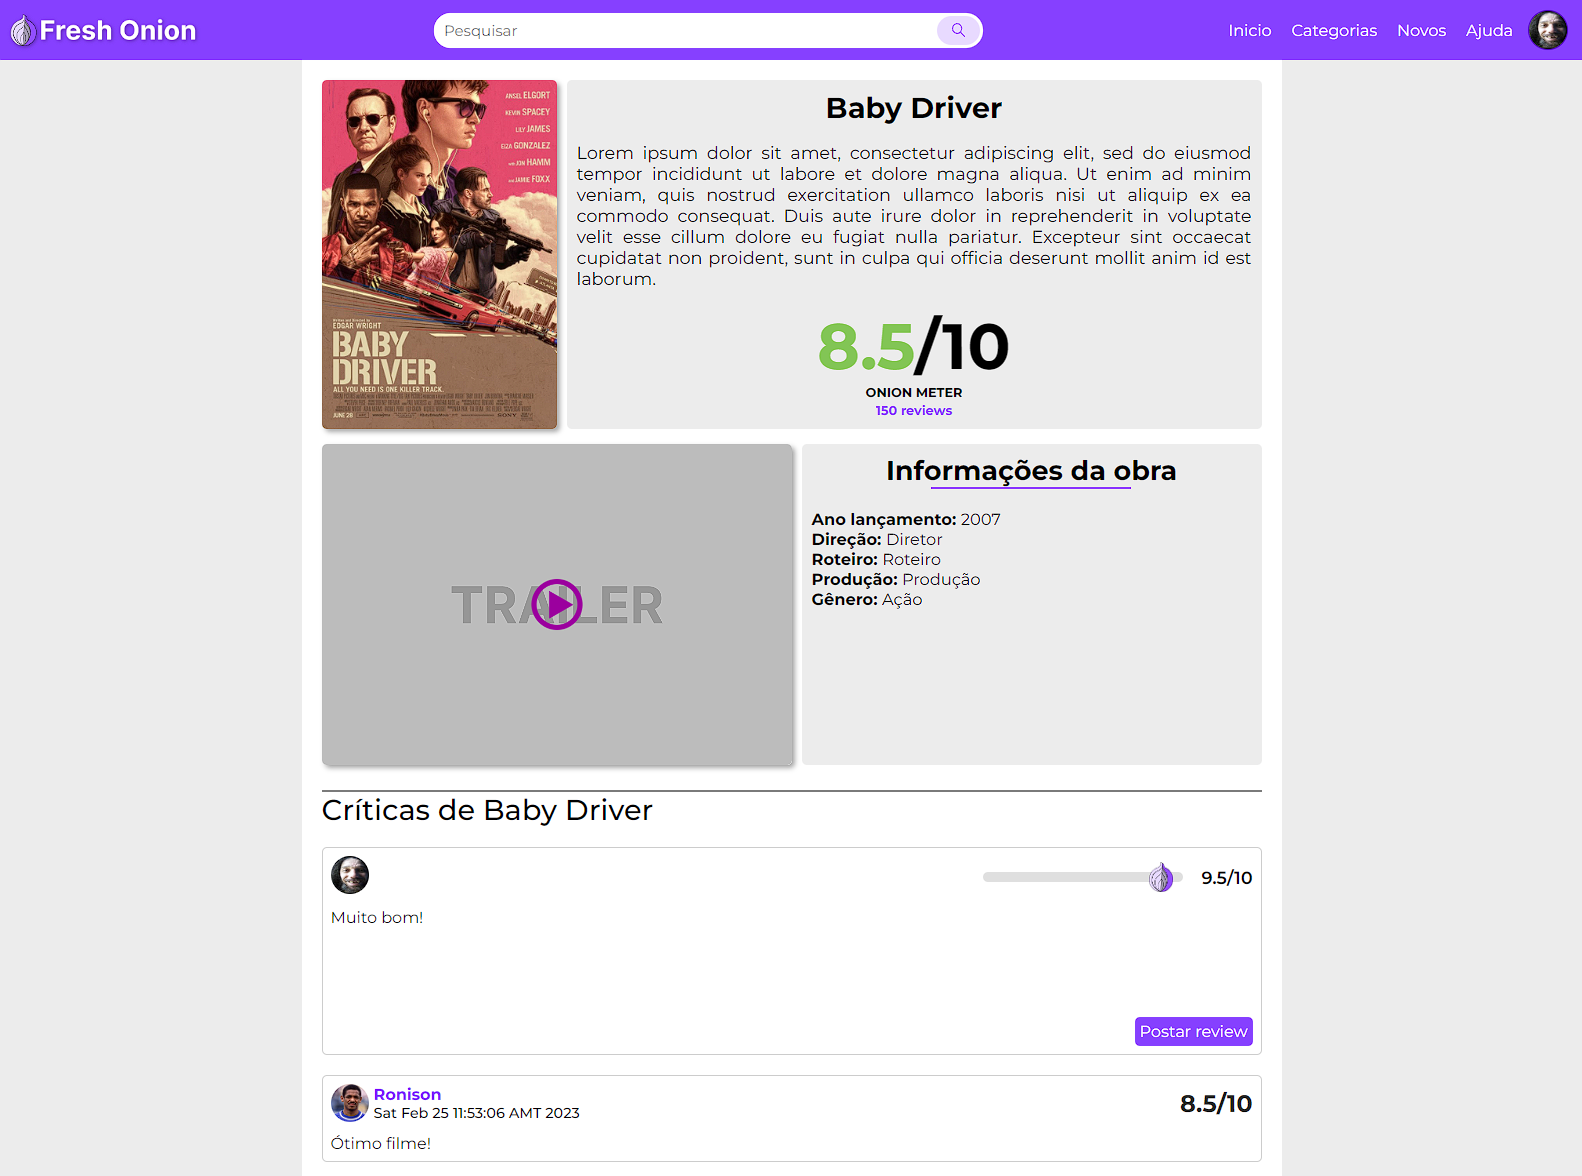 Fresh Onion
Pesquisar
Inicio
Categorias
Novos
Ajuda
ANSEL ELGORT
KEVIN SPACEY
LILY JAMES
EIZA GONZALEZ
WITH JON HAMM
AND JAMIE FOXX
EDGAR WRIGHT
BABY
DRIVER
ALL YOU NEED IS ONE KILLER TRACK.
JUNE 28
SONY
Baby Driver
Lorem ipsum dolor sit amet, consectetur adipiscing elit, sed do eiusmod
tempor incididunt ut labore et dolore magna aliqua. Ut enim ad minim
veniam, quis nostrud exercitation ullamco laboris nisi ut aliquip ex ea
commodo consequat. Duis aute irure dolor in reprehenderit in voluptate
velit esse cillum dolore eu fugiat nulla pariatur. Excepteur sint occaecat
cupidatat non proident, sunt in culpa qui officia deserunt mollit anim id est
laborum.
8.5/10
ONION METER
150 reviews
TRAILER
Informações da obra
Ano lançamento: 2007
Direção: Diretor
Roteiro: Roteiro
Produção: Produção
Gênero: Ação
Críticas de Baby Driver
9.5/10
Muito bom!
Postar review
Ronison
Sat Feb 25 11:53:06 AMT 2023
8.5/10
Ótimo filme!